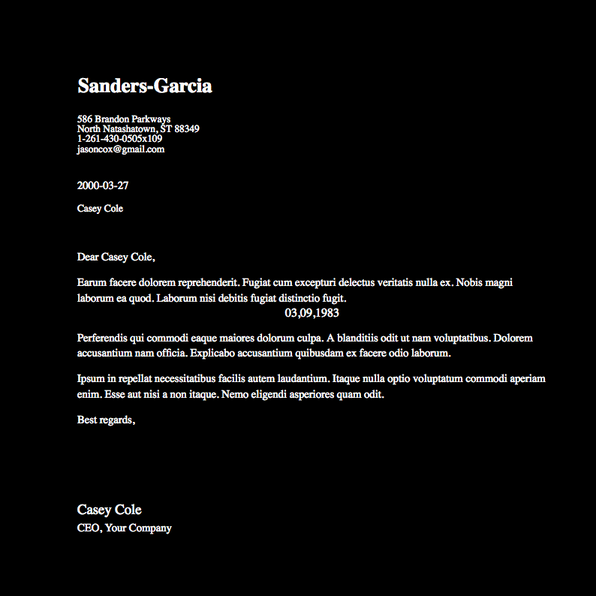 Sanders-Garcia
586 Brandon Parkways
North Natashatown, ST 88349
1-261-430-0505x109
jasoncox@gmail.com
2000-03-27
Casey Cole
Dear Casey Cole,
Earum facere dolorem reprehenderit. Fugiat cum excepturi delectus veritatis nulla ex. Nobis magni
laborum ea quod. Laborum nisi debitis fugiat distinctio fugit.
03,09,1983
Perferendis qui commodi eaque maiores dolorum culpa. A blanditiis odit ut nam voluptatibus. Dolorem
accusantium nam officia. Explicabo accusantium quibusdam ex facere odio laborum.
Ipsum in repellat necessitatibus facilis autem laudantium. Itaque nulla optio voluptatum commodi aperiam
enim. Esse aut nisi a non itaque. Nemo eligendi asperiores quam odit.
Best regards,
Casey Cole
CEO, Your Company